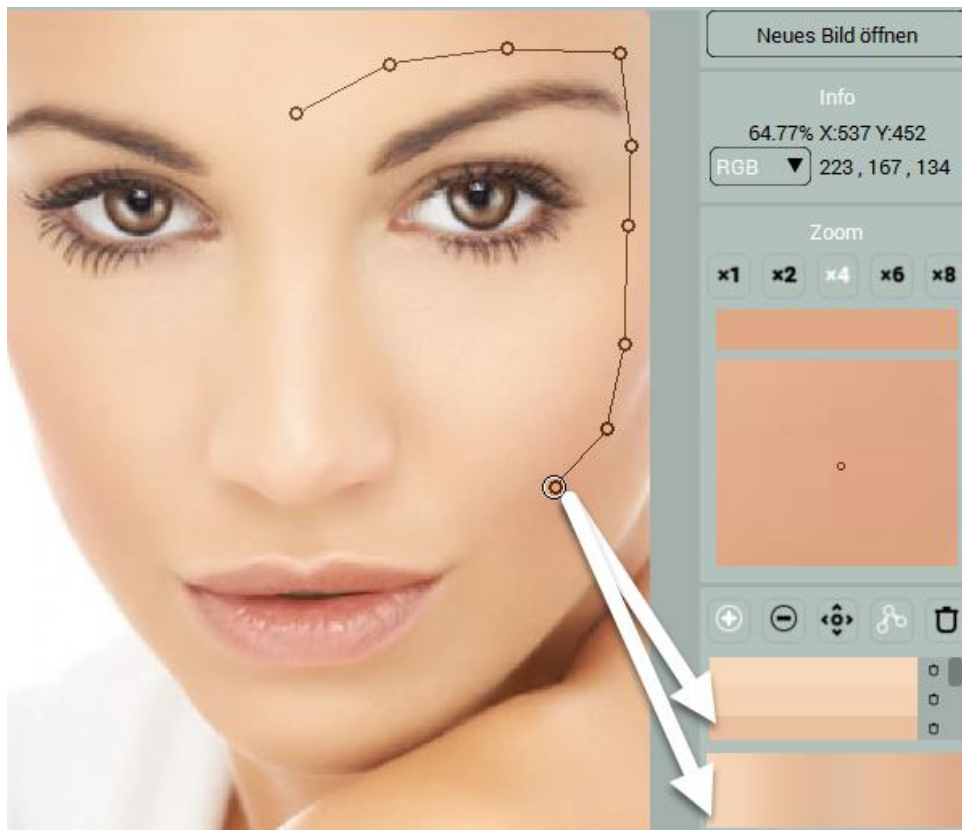 Neues Bild öffnen
Info
64.77% X:537 Y:452
RGB ▼ 223 , 167 , 134
Zoom
×1 ×2 ×4 ×6 ×8